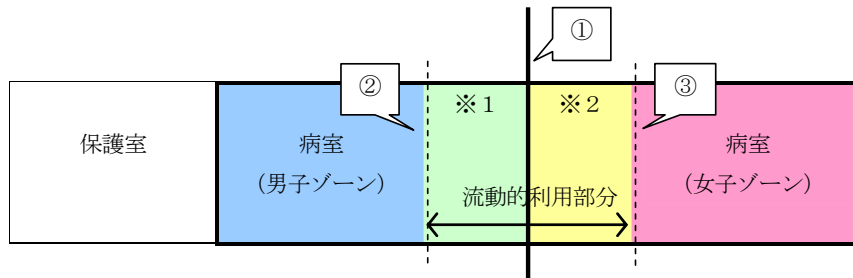 ①
②
※1
※2
③
保護室
病室
(男子ゾーン)
流動的利用部分
病室
(女子ゾーン)